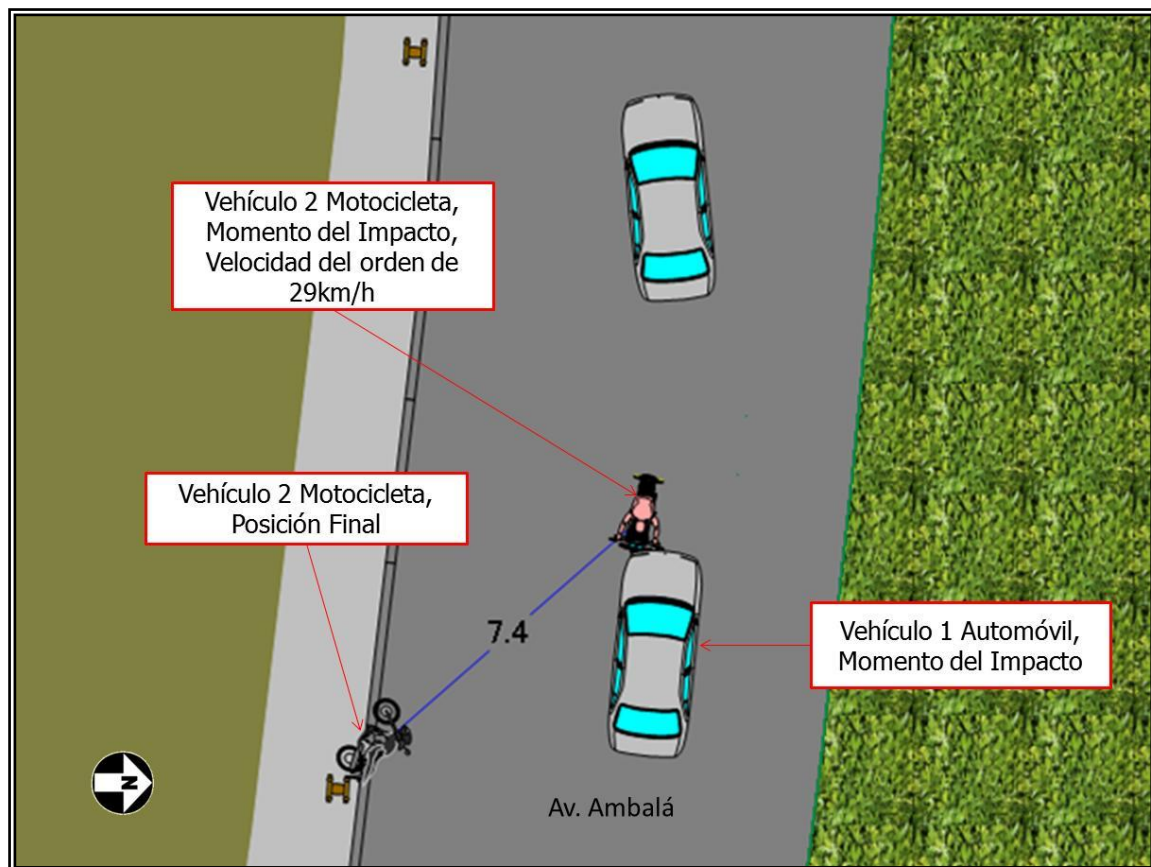 Vehículo 2 Motocicleta,
Momento del Impacto,
Velocidad del orden de
29km/h
Vehículo 2 Motocicleta,
Posición Final
7.4
Vehículo 1 Automóvil,
Momento del Impacto
N
Av. Ambalá